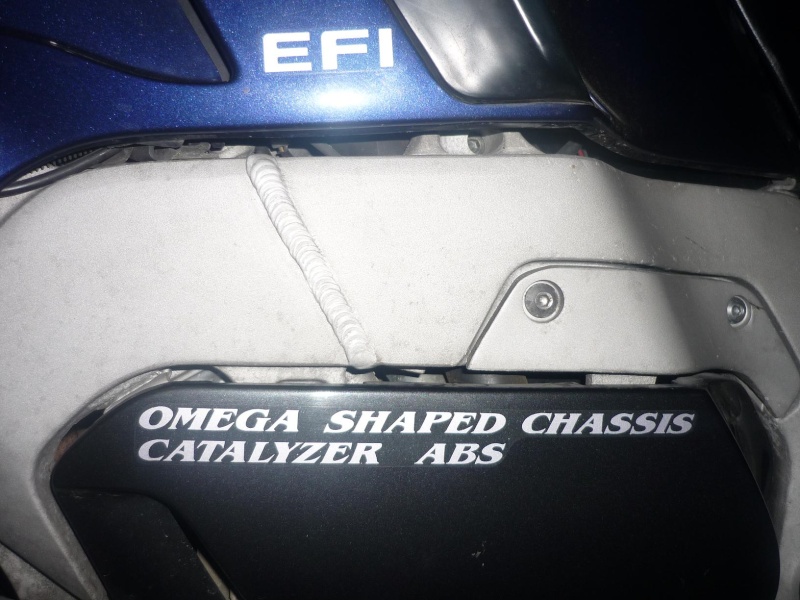 EFI
OMEGA SHAPED CHASSIS
CATALYZER ABS